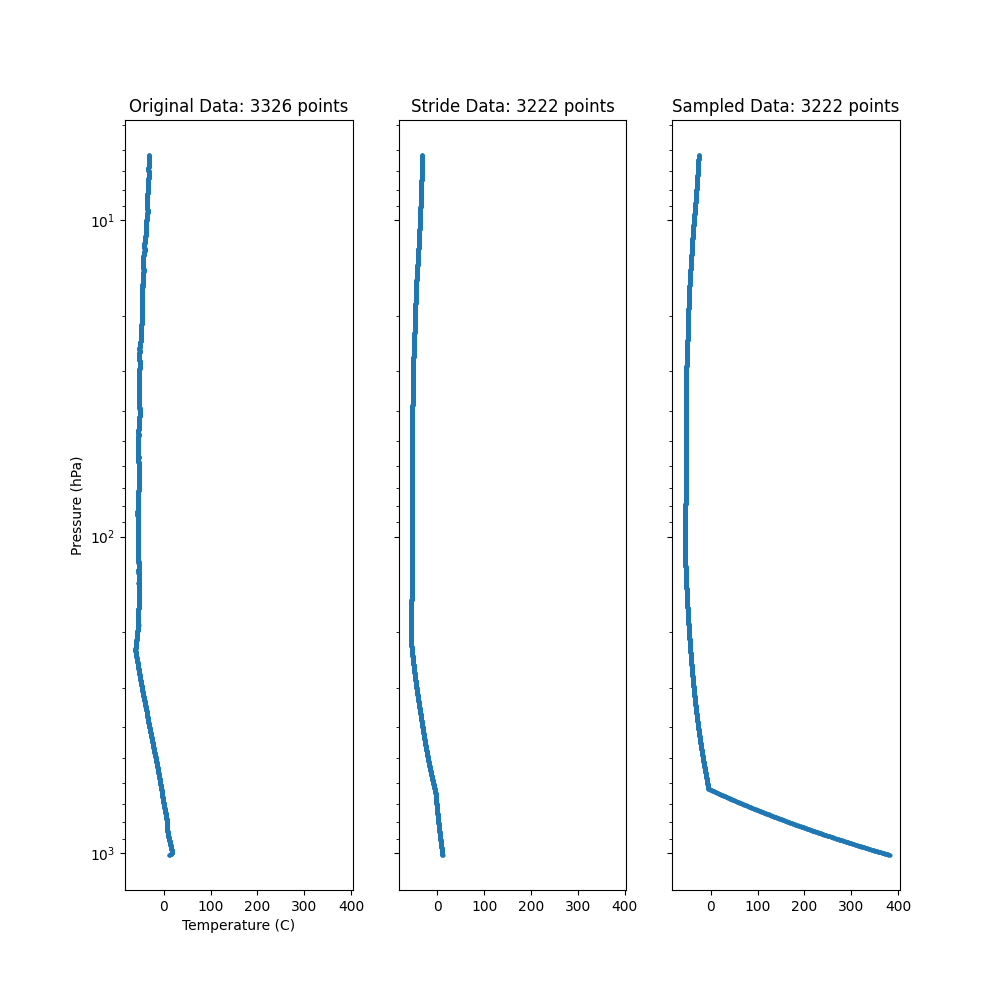 Original Data: 3326 points
Stride Data: 3222 points
Sampled Data: 3222 points
Pressure (hPa)
10¹
10²
10³
0 100 200 300 400
0 100 200 300 400
0 100 200 300 400
Temperature (C)